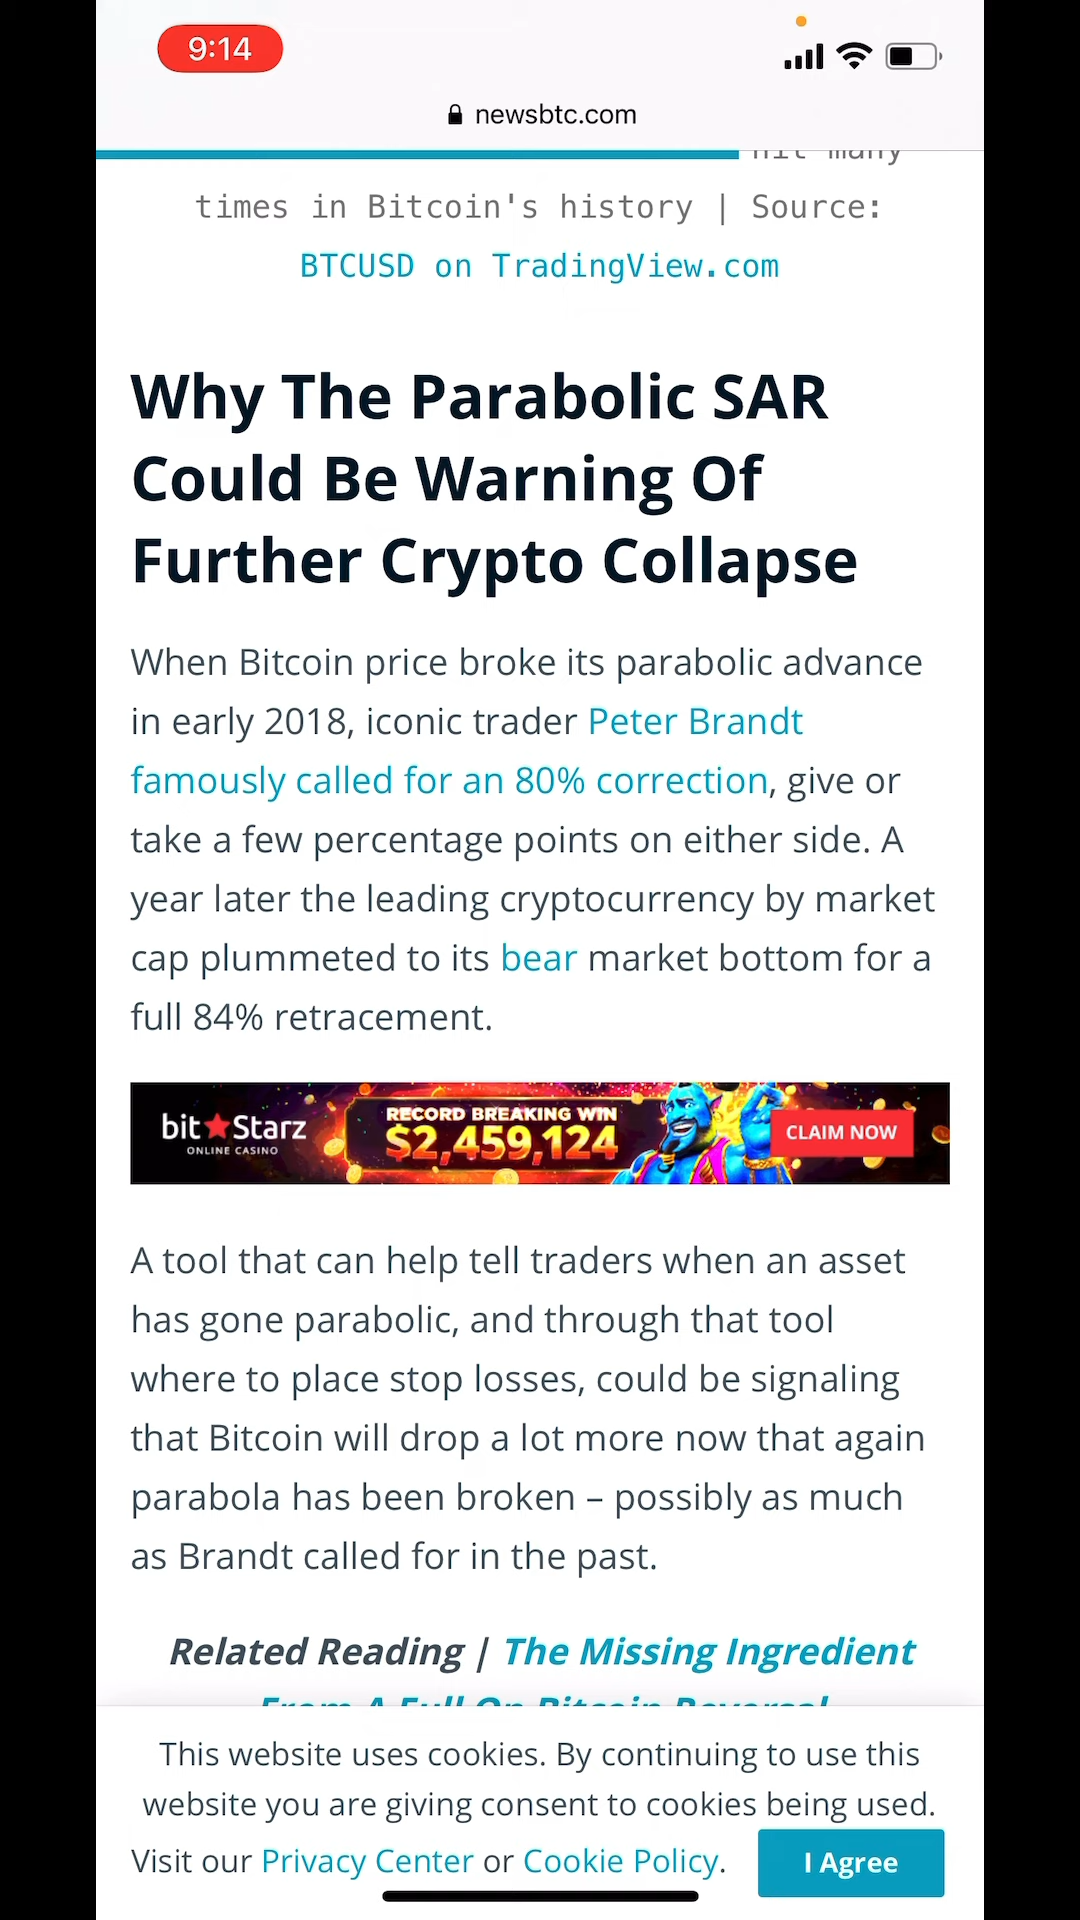 9:14
newsbtc.com
hit many
times in Bitcoin's history | Source:
BTCUSD on TradingView.com
Why The Parabolic SAR
Could Be Warning Of
Further Crypto Collapse
When Bitcoin price broke its parabolic advance
in early 2018, iconic trader Peter Brandt
famously called for an 80% correction, give or
take a few percentage points on either side. A
year later the leading cryptocurrency by market
cap plummeted to its bear market bottom for a
full 84% retracement.
bit Starz
ONLINE CASINO
RECORD BREAKING WIN
$2,459,124
CLAIM NOW
A tool that can help tell traders when an asset
has gone parabolic, and through that tool
where to place stop losses, could be signaling
that Bitcoin will drop a lot more now that again
parabola has been broken – possibly as much
as Brandt called for in the past.
Related Reading | The Missing Ingredient
From A Full On Bitcoin Reversal
This website uses cookies. By continuing to use this
website you are giving consent to cookies being used.
Visit our Privacy Center or Cookie Policy.
I Agree